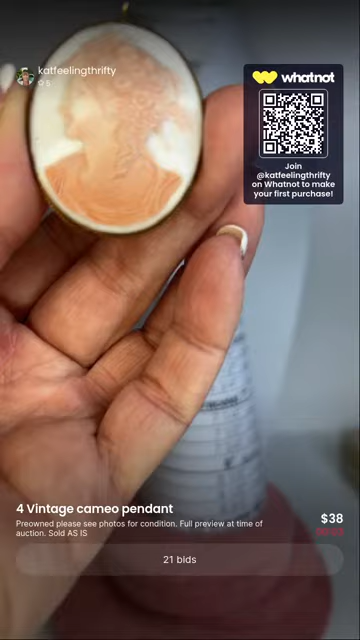 katfeelingthrifty
5
whatnot
Join
@katfeelingthrifty
on Whatnot to make
your first purchase!
4 Vintage cameo pendant
Preowned please see photos for condition. Full preview at time of
auction. Sold AS IS
$38
21 bids